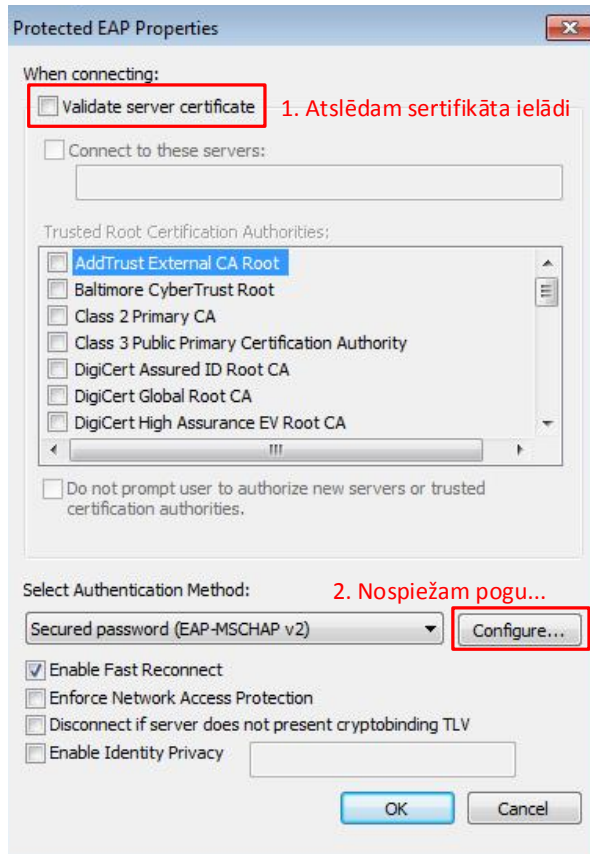 Protected EAP Properties
When connecting:
Validate server certificate
1. Atslēdam sertifikāta ielādi
Connect to these servers:
Trusted Root Certification Authorities:
AddTrust External CA Root
Baltimore CyberTrust Root
Class 2 Primary CA
Class 3 Public Primary Certification Authority
DigiCert Assured ID Root CA
DigiCert Global Root CA
DigiCert High Assurance EV Root CA
Do not prompt user to authorize new servers or trusted
certification authorities.
Select Authentication Method:
2. Nospiežam pogu...
Secured password (EAP-MSCHAP v2)
Configure...
Enable Fast Reconnect
Enforce Network Access Protection
Disconnect if server does not present cryptobinding TLV
Enable Identity Privacy
OK
Cancel